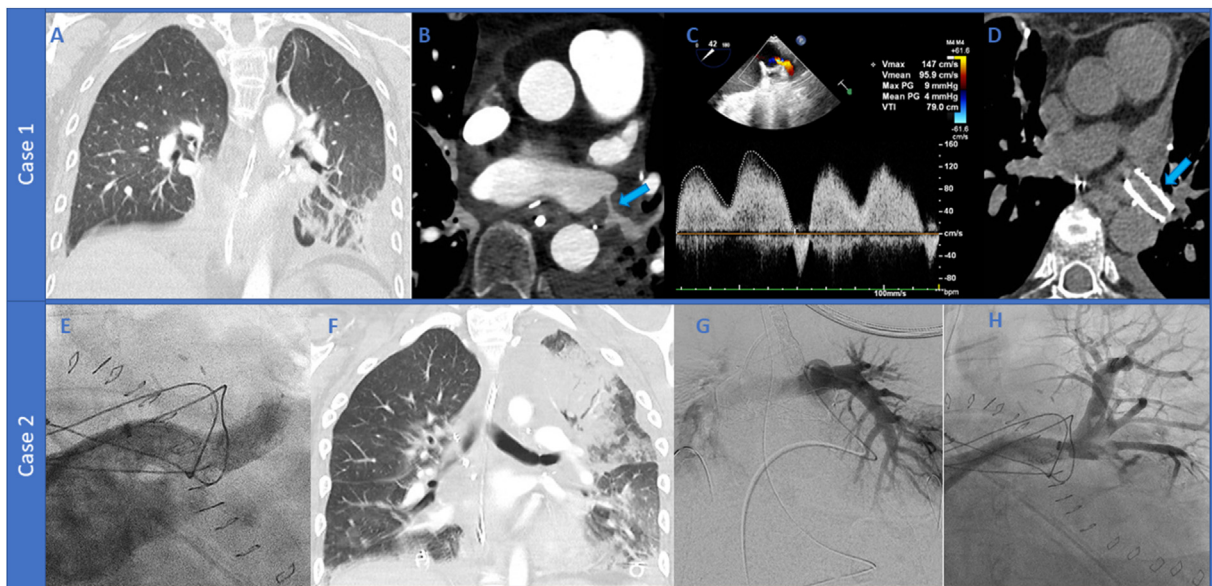 Case 1
A
B
C
42
Vmax 147 cm/s
Vmean 95.9 cm/s
Max PG 9 mmHg
Mean PG 4 mmHg
VTI 79.0 cm
M4 M4
+61.6
-61.6
cm/s
160
120
80
40
cm/s
-40
-80
100mm/s
bpm
D
Case 2
E
F
G
H